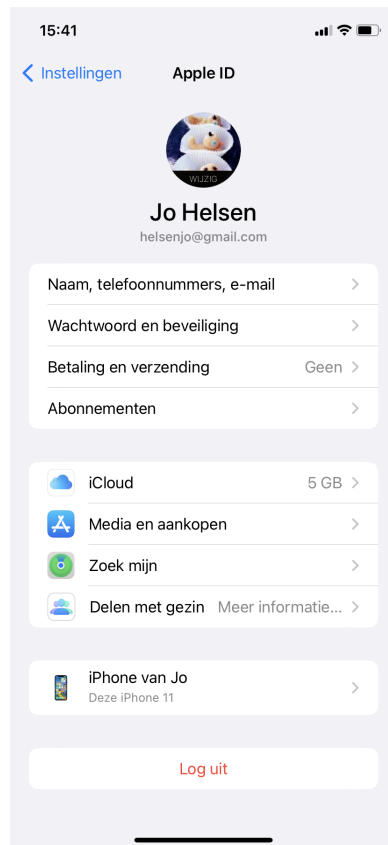 15:41
Instellingen
Apple ID
WIJZIG
Jo Helsen
helsenjo@gmail.com
Naam, telefoonnummers, e-mail
Wachtwoord en beveiliging
Betaling en verzending Geen
Abonnementen
iCloud 5 GB
Media en aankopen
Zoek mijn
Delen met gezin Meer informatie...
iPhone van Jo
Deze iPhone 11
Log uit